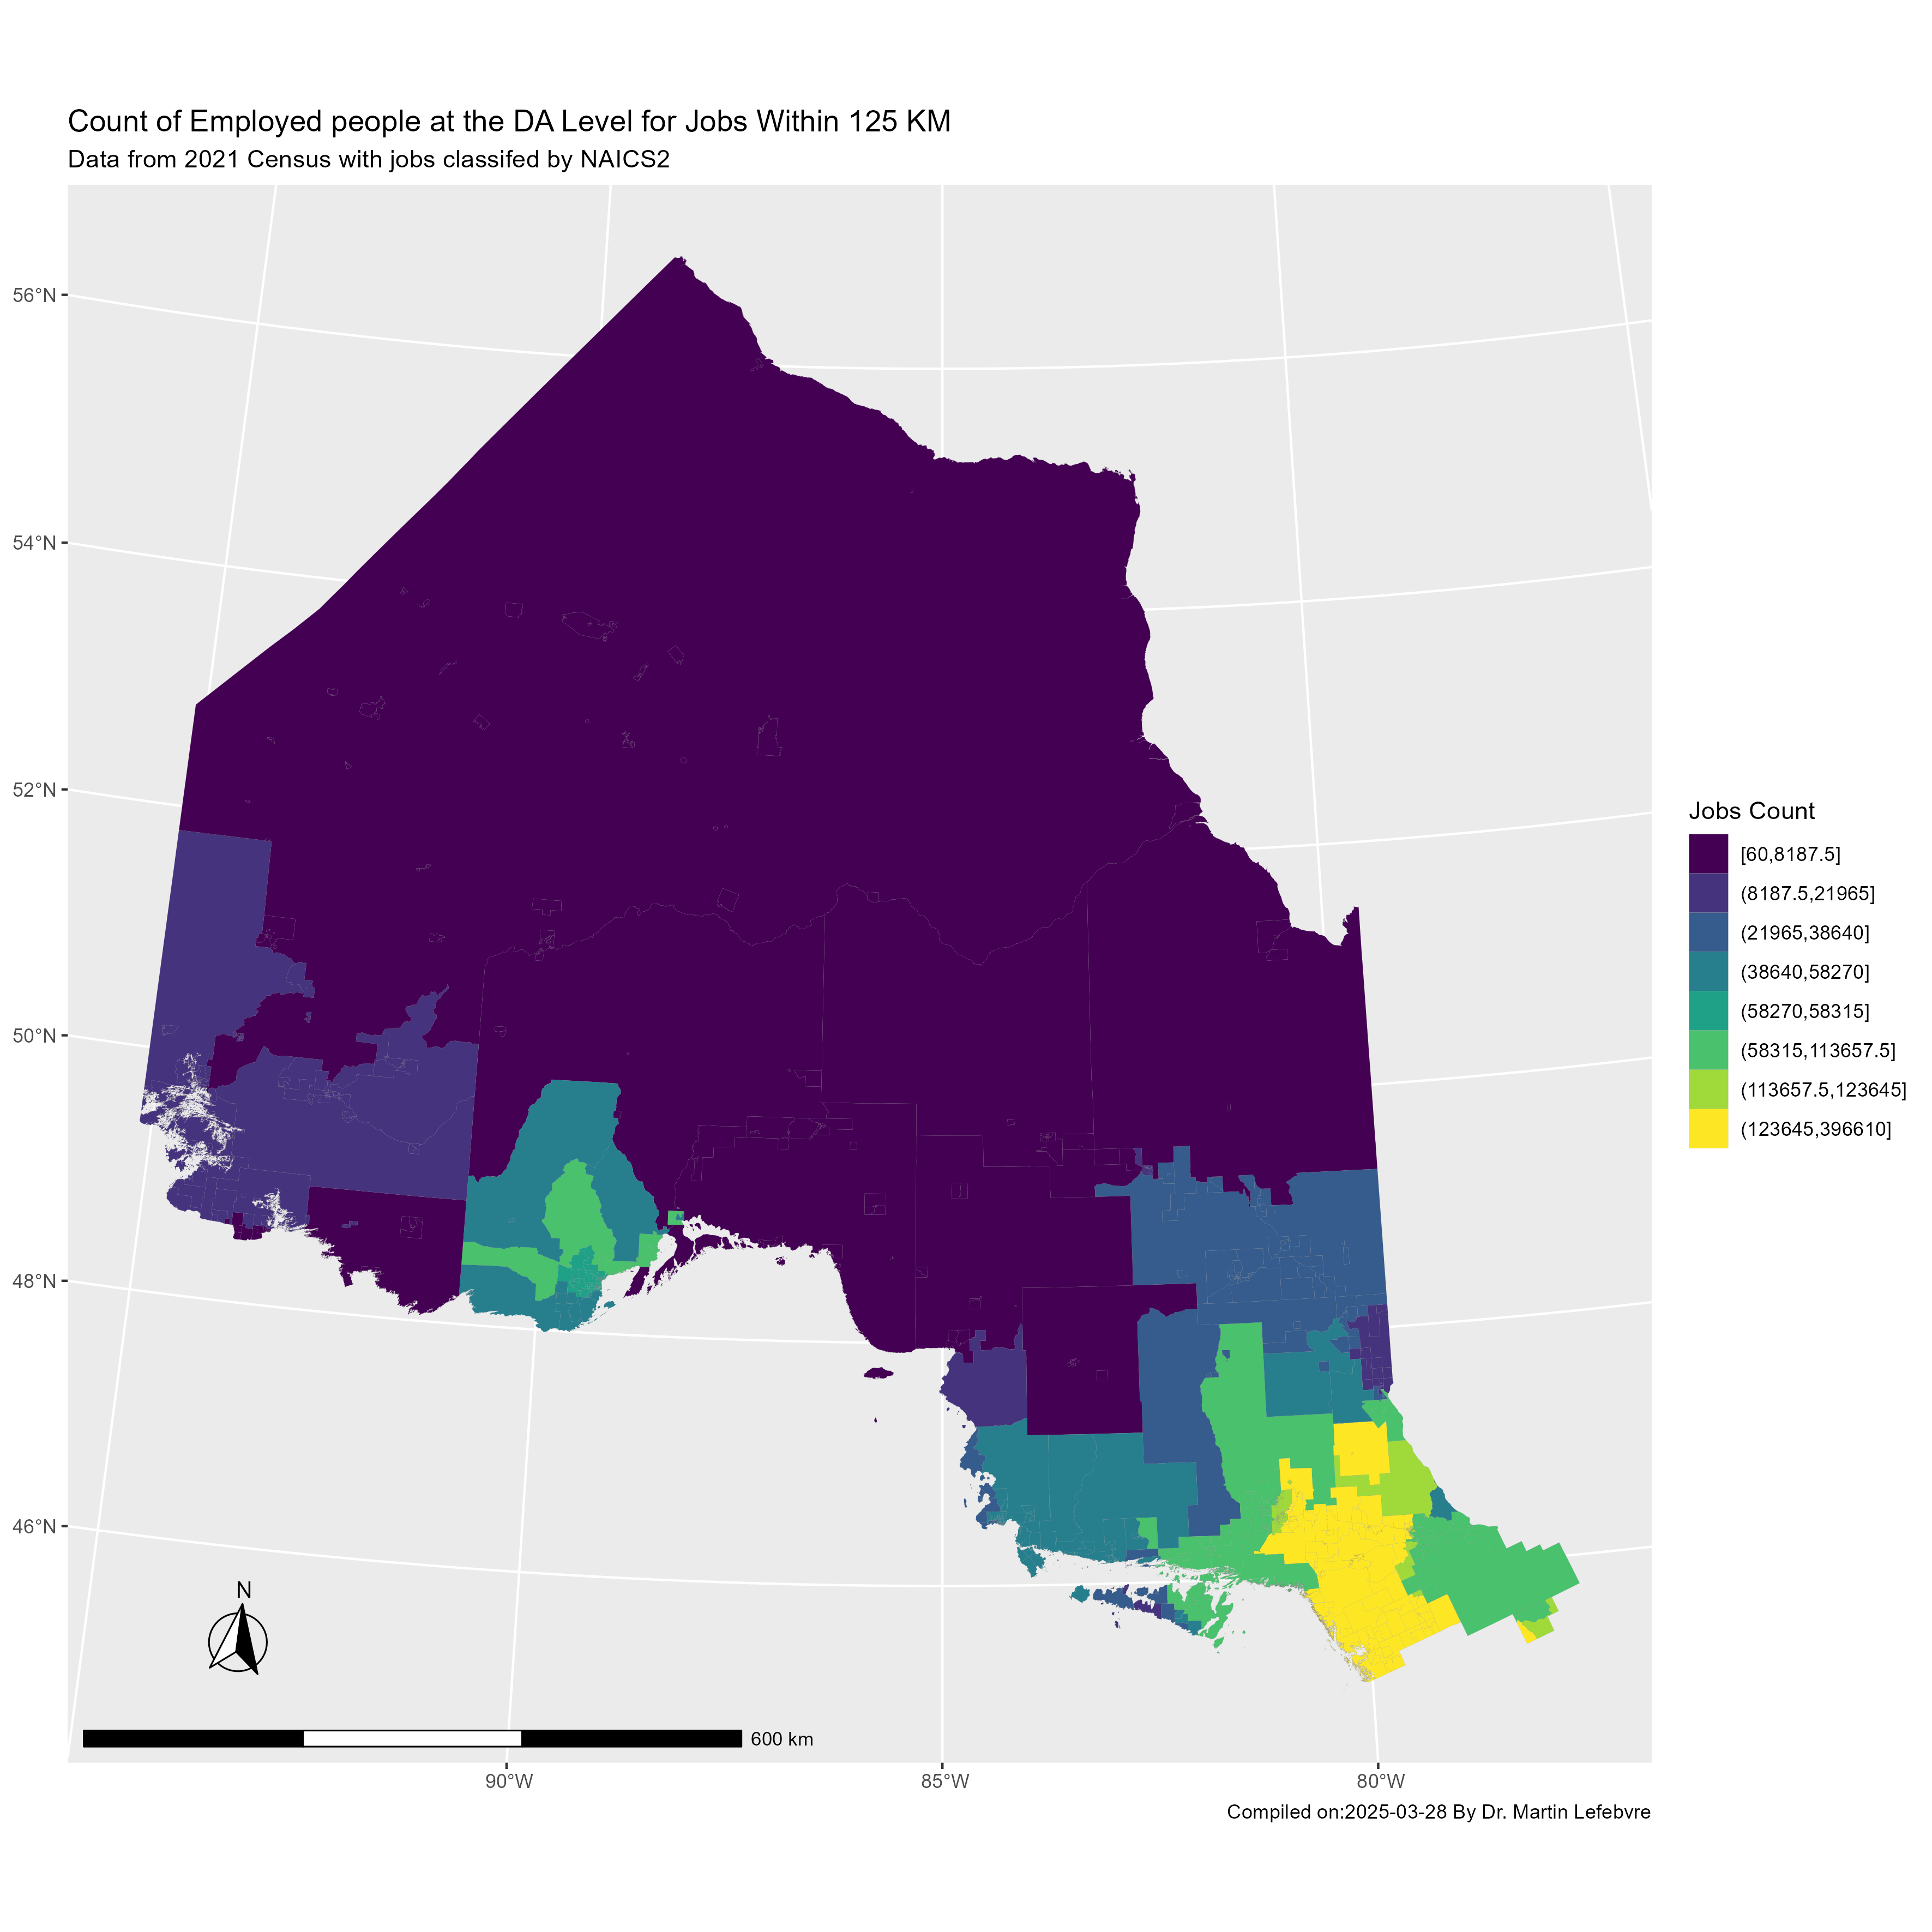 Count of Employed people at the DA Level for Jobs Within 125 KM
Data from 2021 Census with jobs classifed by NAICS2
56°N
54°N
52°N
50°N
48°N
46°N
Jobs Count
[60,8187.5]
(8187.5,21965]
(21965,38640]
(38640,58270]
(58270,58315]
(58315,113657.5]
(113657.5,123645]
(123645,396610]
N
600 km
90°W
85°W
80°W
Compiled on:2025-03-28 By Dr. Martin Lefebvre